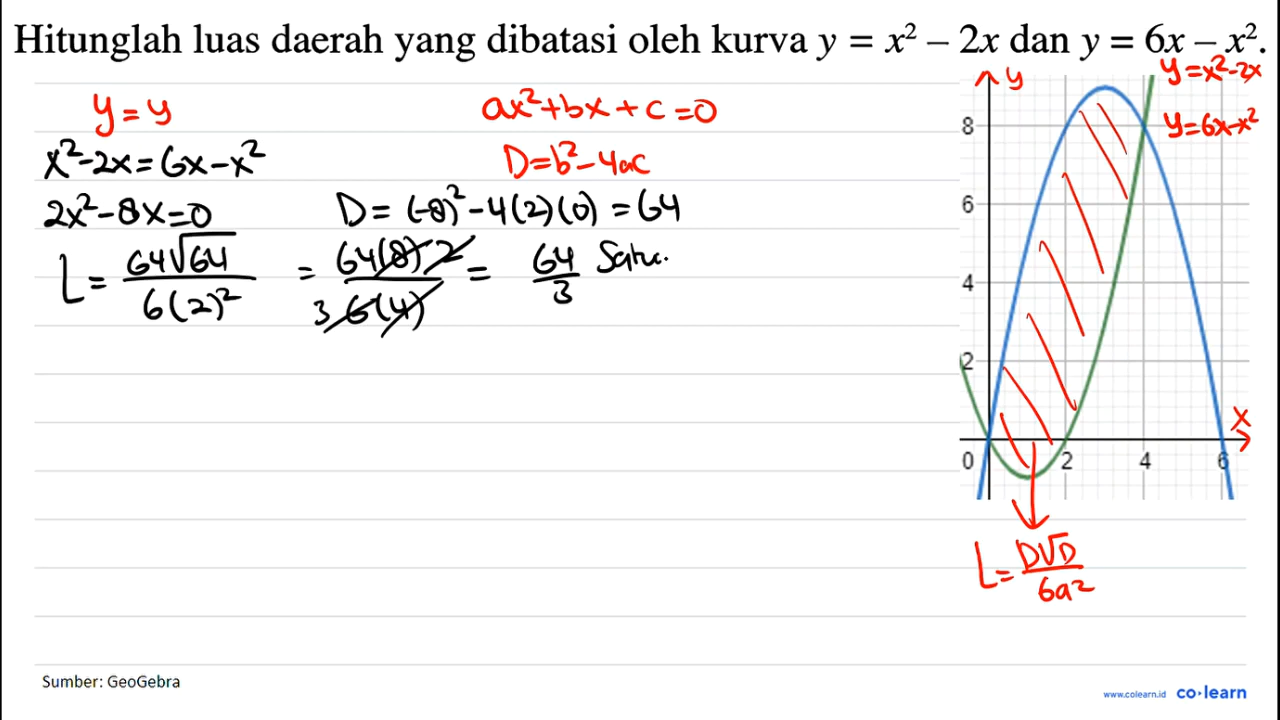 Hitunglah luas daerah yang dibatasi oleh kurva y = x² – 2x dan y = 6x – x².
y = y
ax² + bx + c = 0
x² - 2x = 6x - x²
D = b² - 4ac
2x² - 8x = 0
D = (-8)² - 4(2)(0) = 64
L = 64√64 / 6(2)² = 64(8) 2 / 3 6(4) = 64/3 Satu.
y
y = x² - 2x
y = 6x - x²
8
6
4
2
x
0 2 4 6
L = D√D / 6a²
Sumber: GeoGebra
www.colearn.id co·learn